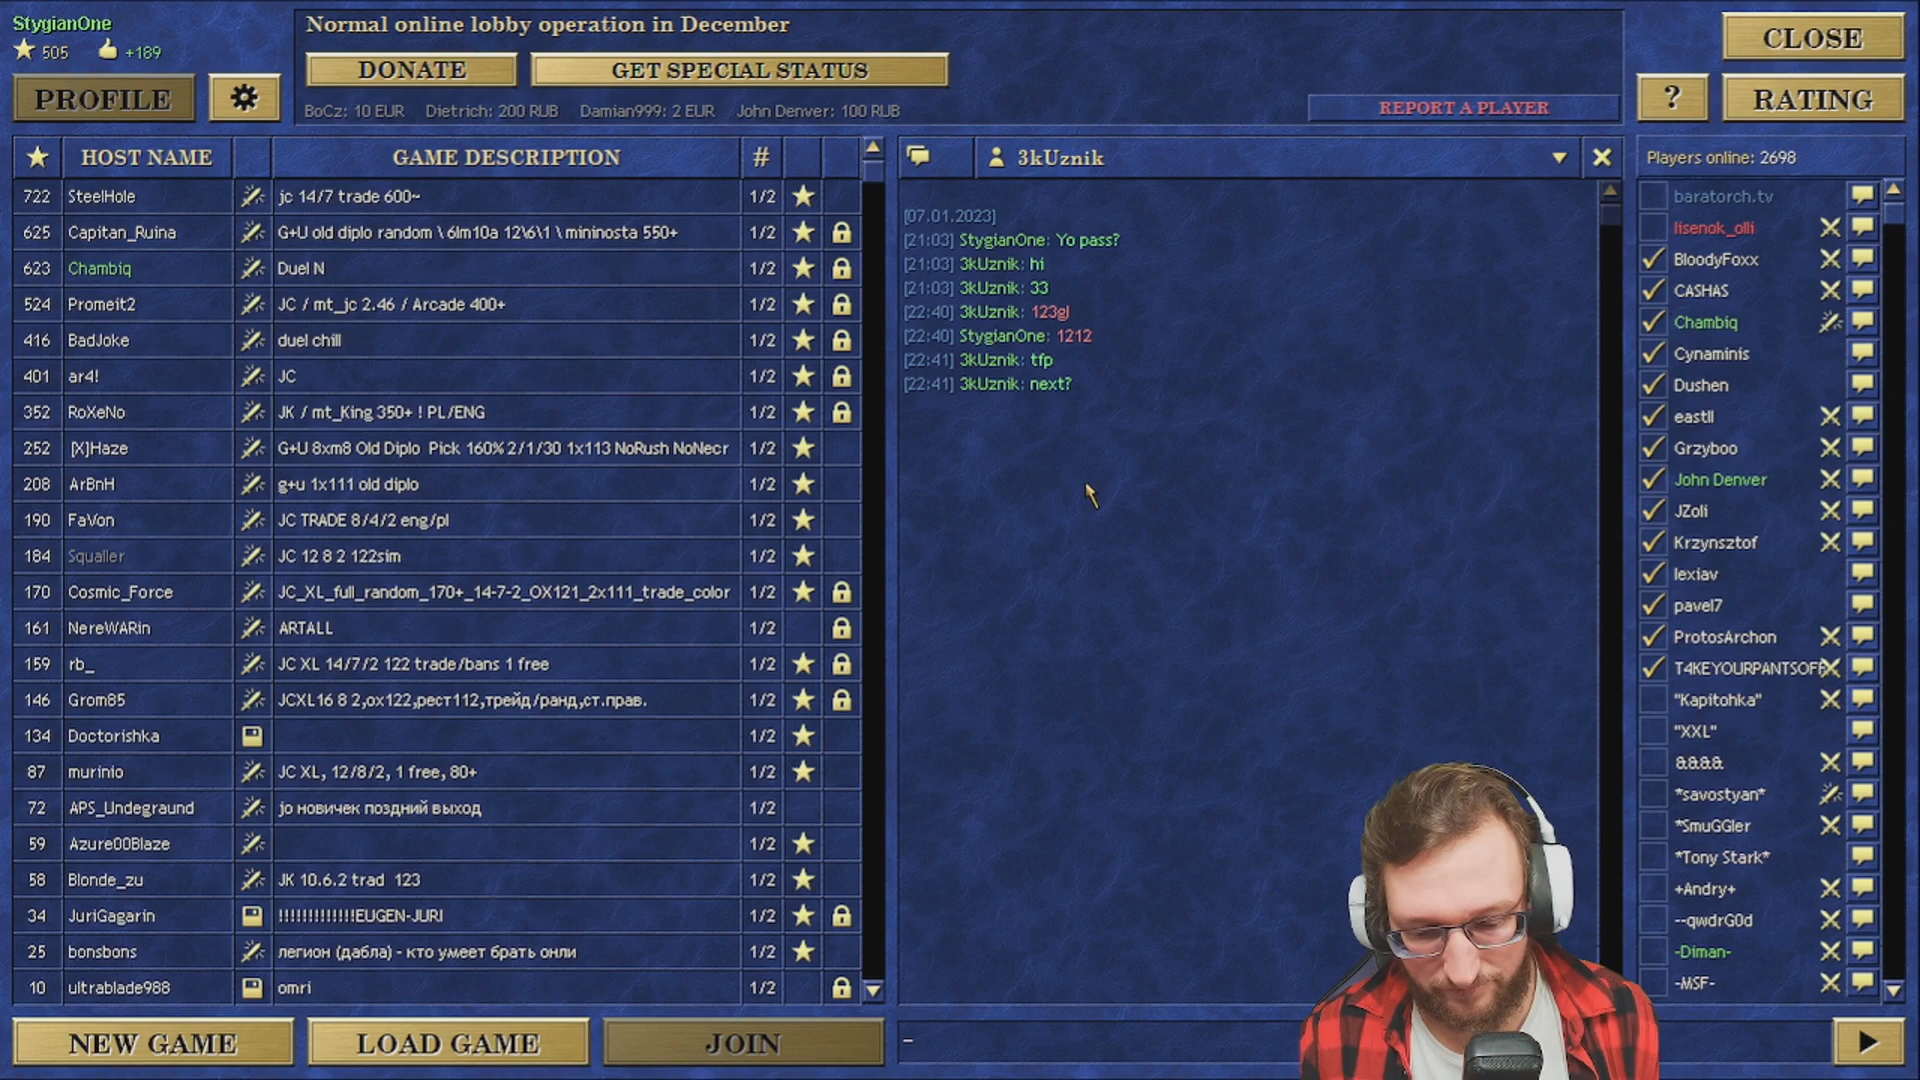 StygianOne
505 +189
PROFILE
Normal online lobby operation in December
DONATE
GET SPECIAL STATUS
BoCz: 10 EUR Dietrich: 200 RUB Damian999: 2 EUR John Denver: 100 RUB
REPORT A PLAYER
CLOSE
?
RATING
HOST NAME GAME DESCRIPTION #
722 SteelHole jc 14/7 trade 600~ 1/2
625 Capitan_Ruina G+U old diplo random \ 6lm10a 12\6\1 \ mininosta 550+ 1/2
623 Chambiq Duel N 1/2
524 Promeit2 JC / mt_jc 2.46 / Arcade 400+ 1/2
416 BadJoke duel chill 1/2
401 ar4! JC 1/2
352 RoXeNo JK / mt_King 350+ ! PL/ENG 1/2
252 [X]Haze G+U 8xm8 Old Diplo Pick 160% 2/1/30 1x113 NoRush NoNecr 1/2
208 ArBnH g+u 1x111 old diplo 1/2
190 FaVon JC TRADE 8/4/2 eng/pl 1/2
184 Squaller JC 12 8 2 122sim 1/2
170 Cosmic_Force JC_XL_full_random_170+_14-7-2_OX121_2x111_trade_color 1/2
161 NereWARin ARTALL 1/2
159 rb_ JC XL 14/7/2 122 trade/bans 1 free 1/2
146 Grom85 JCXL16 8 2,ох122,рест112,трейд/ранд,ст.прав. 1/2
134 Doctorishka 1/2
87 murinio JC XL, 12/8/2, 1 free, 80+ 1/2
72 APS_Undegraund jo новичек поздний выход 1/2
59 Azure00Blaze 1/2
58 Blonde_zu JK 10.6.2 trad 123 1/2
34 JuriGagarin !!!!!!!!!!!!!!EUGEN-JURI 1/2
25 bonsbons легион (дабла) - кто умеет брать онли 1/2
10 ultrablade988 omri 1/2
NEW GAME
LOAD GAME
JOIN
3kUznik
[07.01.2023]
[21:03] StygianOne: Yo pass?
[21:03] 3kUznik: hi
[21:03] 3kUznik: 33
[22:40] 3kUznik: 123gl
[22:40] StygianOne: 1212
[22:41] 3kUznik: tfp
[22:41] 3kUznik: next?
Players online: 2698
baratorch.tv
lisenok_olli
BloodyFoxx
CASHAS
Chambiq
Cynaminis
Dushen
eastll
Grzyboo
John Denver
JZoli
Krzynsztof
lexiav
pavel7
ProtosArchon
T4KEYOURPANTSOFF
"Kapitohka"
"XXL"
&&&&
*savostyan*
*SmuGGler
*Tony Stark*
+Andry+
--qwdrG0d
-Diman-
-MSF-